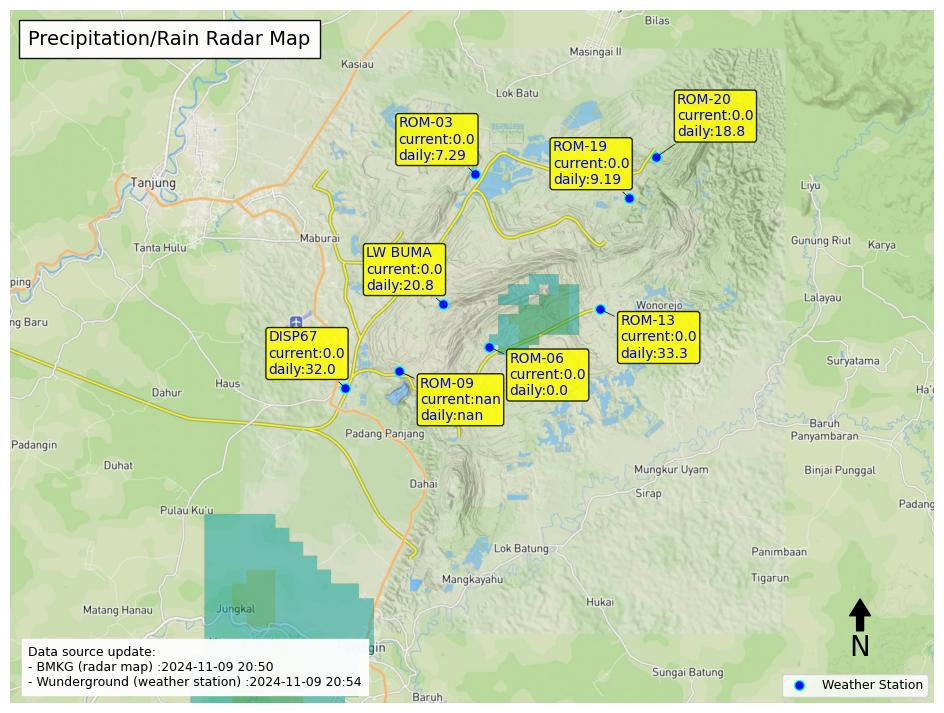 Precipitation/Rain Radar Map
Bilas
Masingai II
Kasiau
Lok Batu
ROM-20
current:0.0
daily:18.8
ROM-03
current:0.0
daily:7.29
ROM-19
current:0.0
daily:9.19
Tanjung
Liyu
Maburai
Tanta Hulu
Gunung Riut
Karya
LW BUMA
current:0.0
daily:20.8
ping
Lalayau
Wonorejo
ng Baru
ROM-13
current:0.0
daily:33.3
DISP67
current:0.0
daily:32.0
ROM-06
current:0.0
daily:0.0
Suryatama
Haus
Dahur
ROM-09
current:nan
daily:nan
Ha'o
Baruh
Panyambaran
Padang Panjang
Padangin
Duhat
Mungkur Uyam
Binjai Punggal
Dahai
Sirap
Padang
Pulau Ku'u
Lok Batung
Panimbaan
Mangkayahu
Tigarun
Matang Hanau
Jungkal
Hukai
gin
Data source update:
- BMKG (radar map) :2024-11-09 20:50
- Wunderground (weather station) :2024-11-09 20:54
N
Sungai Batung
Baruh
Weather Station